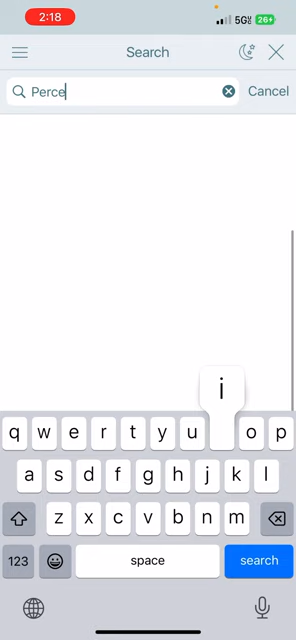 2:18
5G 26
Search
Perce
Cancel
i
q w e r t y u o p
a s d f g h j k l
z x c v b n m
123
space
search